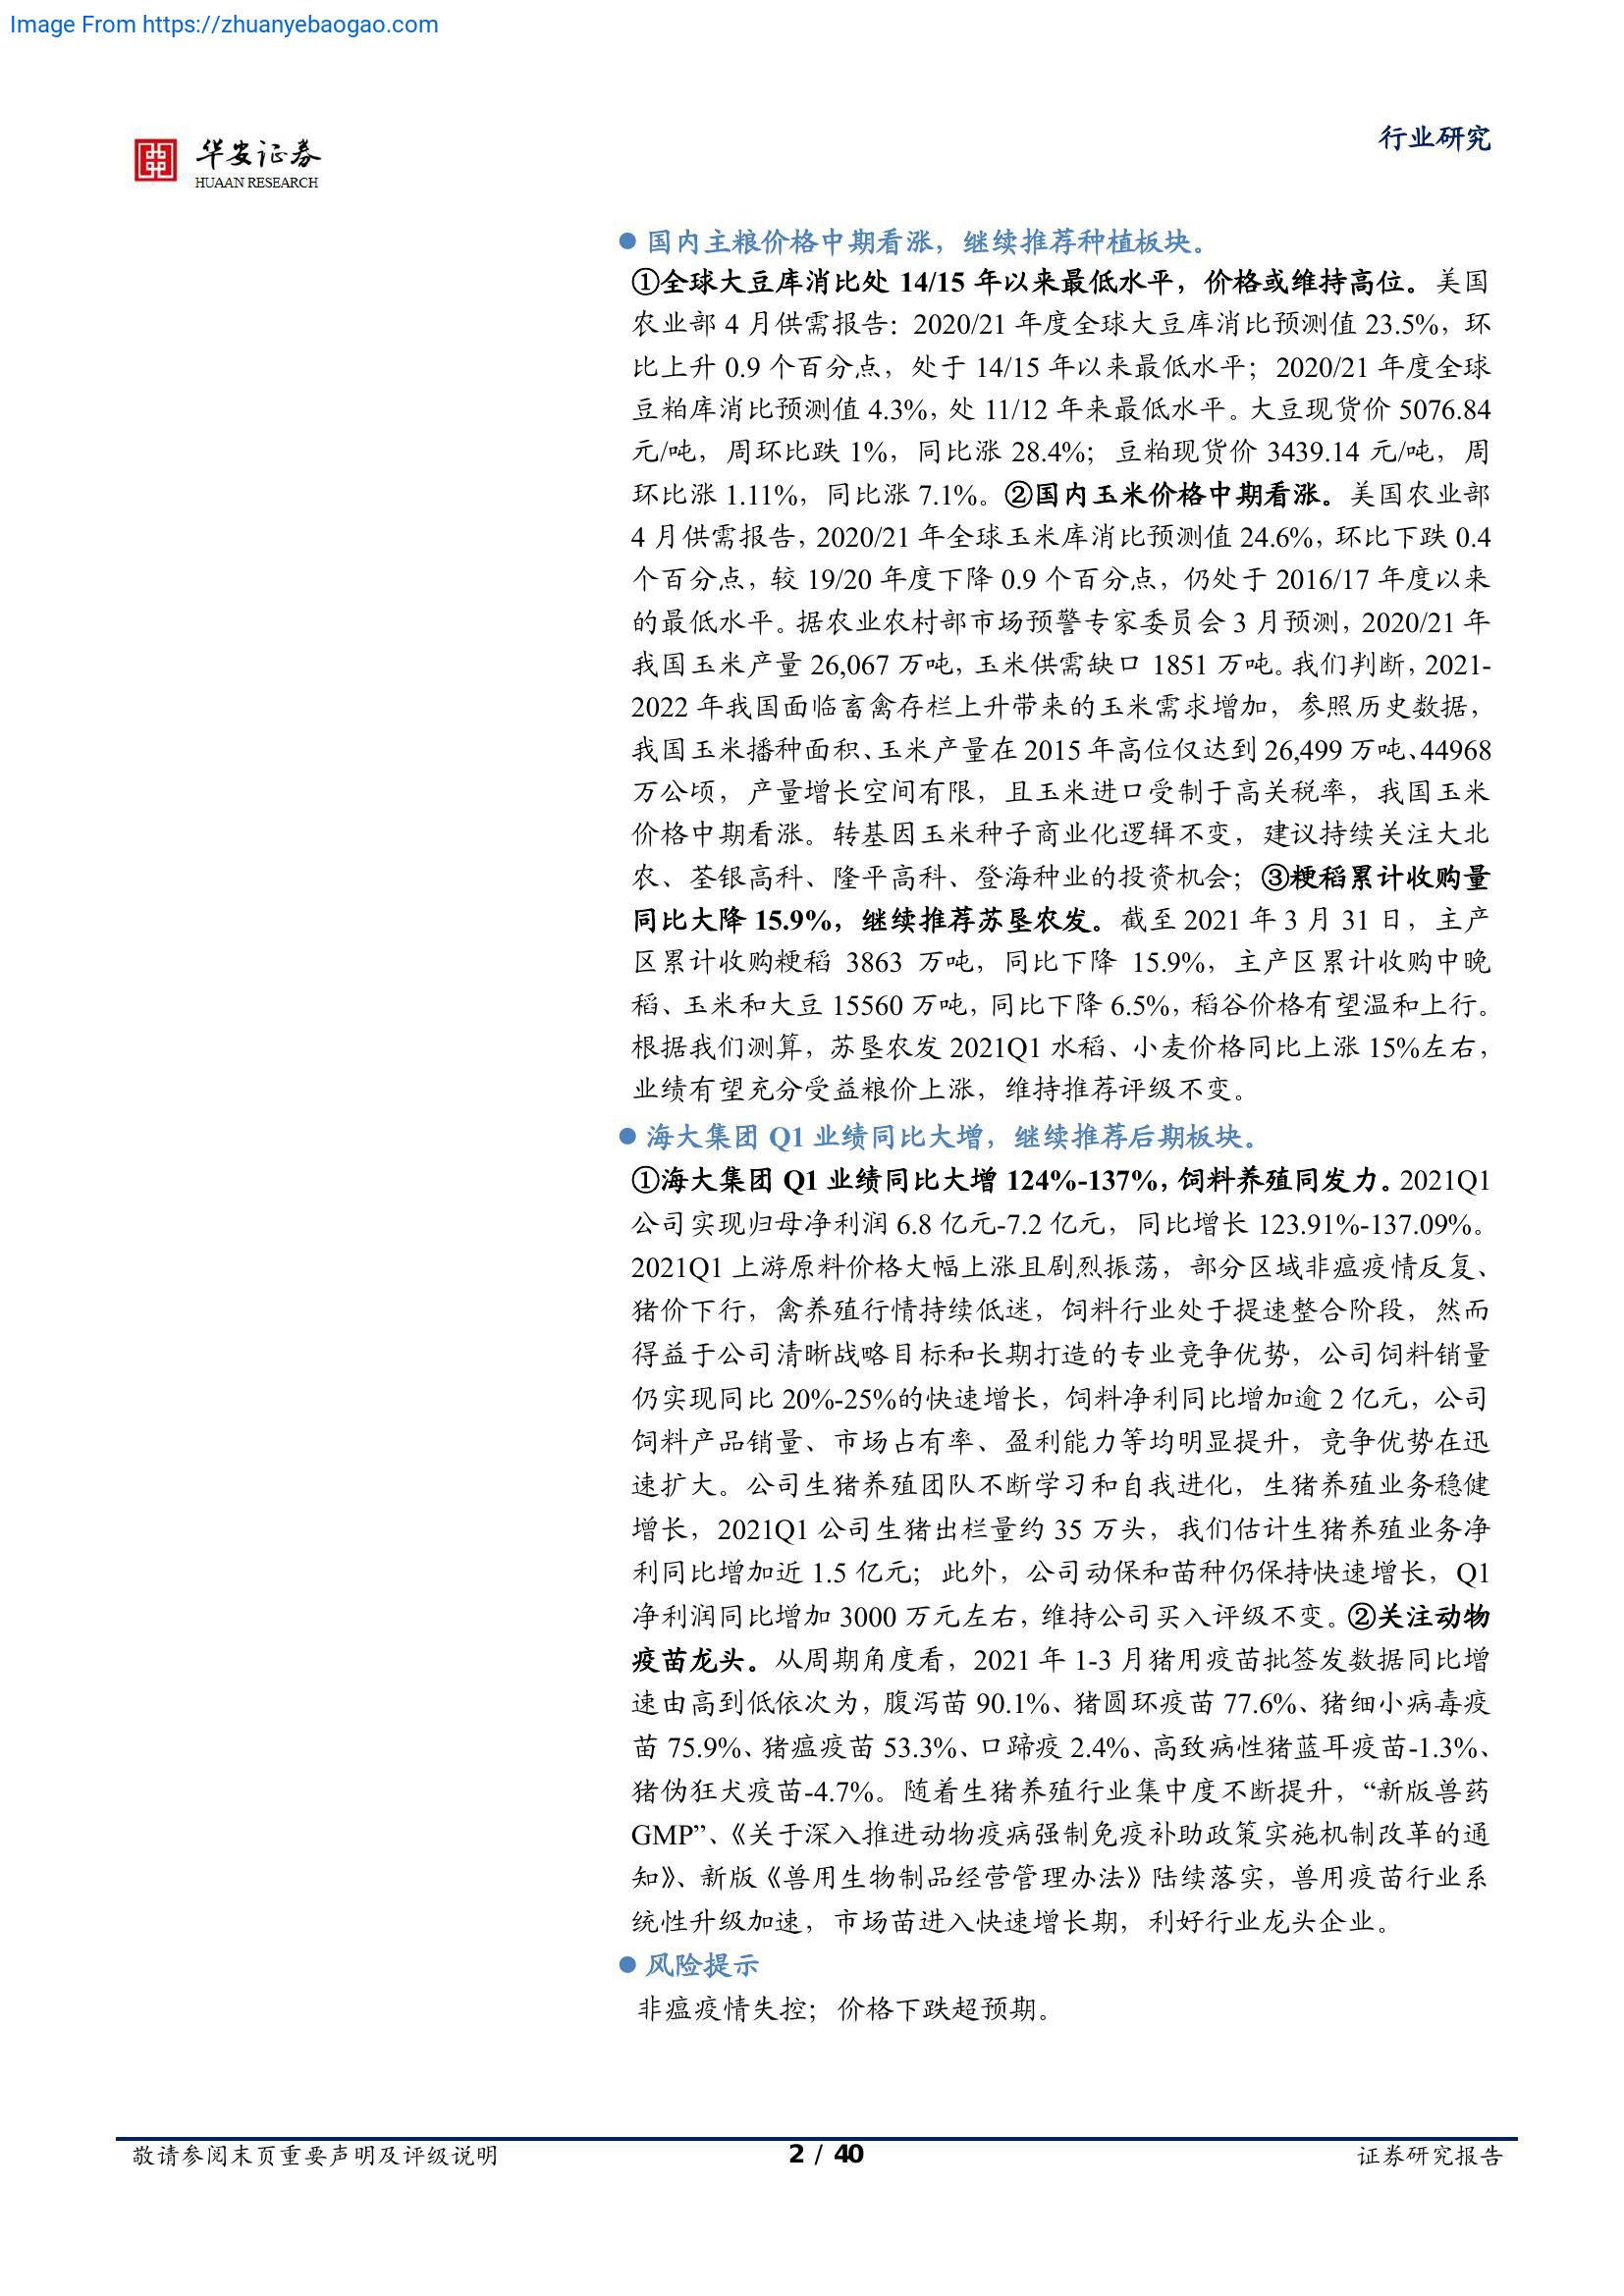 Image From https://zhuanyebaogao.com
华安证券
HUAAN RESEARCH
行业研究
国内主粮价格中期看涨，继续推荐种植板块。
①全球大豆库消比处 14/15 年以来最低水平，价格或维持高位。美国
农业部 4 月供需报告：2020/21 年度全球大豆库消比预测值 23.5%，环
比上升 0.9 个百分点，处于 14/15 年以来最低水平；2020/21 年度全球
豆粕库消比预测值 4.3%，处 11/12 年来最低水平。大豆现货价 5076.84
元/吨，周环比跌 1%，同比涨 28.4%；豆粕现货价 3439.14 元/吨，周
环比涨 1.11%，同比涨 7.1%。②国内玉米价格中期看涨。美国农业部
4 月供需报告，2020/21 年全球玉米库消比预测值 24.6%，环比下跌 0.4
个百分点，较 19/20 年度下降 0.9 个百分点，仍处于 2016/17 年度以来
的最低水平。据农业农村部市场预警专家委员会 3 月预测，2020/21 年
我国玉米产量 26,067 万吨，玉米供需缺口 1851 万吨。我们判断，2021-
2022 年我国面临畜禽存栏上升带来的玉米需求增加，参照历史数据，
我国玉米播种面积、玉米产量在 2015 年高位仅达到 26,499 万吨、44968
万公顷，产量增长空间有限，且玉米进口受制于高关税率，我国玉米
价格中期看涨。转基因玉米种子商业化逻辑不变，建议持续关注大北
农、荃银高科、隆平高科、登海种业的投资机会；③粳稻累计收购量
同比大降 15.9%，继续推荐苏垦农发。截至 2021 年 3 月 31 日，主产
区累计收购粳稻 3863 万吨，同比下降 15.9%，主产区累计收购中晚
稻、玉米和大豆 15560 万吨，同比下降 6.5%，稻谷价格有望温和上行。
根据我们测算，苏垦农发 2021Q1 水稻、小麦价格同比上涨 15%左右，
业绩有望充分受益粮价上涨，维持推荐评级不变。
海大集团 Q1 业绩同比大增，继续推荐后期板块。
①海大集团 Q1 业绩同比大增 124%-137%，饲料养殖同发力。2021Q1
公司实现归母净利润 6.8 亿元-7.2 亿元，同比增长 123.91%-137.09%。
2021Q1 上游原料价格大幅上涨且剧烈振荡，部分区域非瘟疫情反复、
猪价下行，禽养殖行情持续低迷，饲料行业处于提速整合阶段，然而
得益于公司清晰战略目标和长期打造的专业竞争优势，公司饲料销量
仍实现同比 20%-25%的快速增长，饲料净利同比增加逾 2 亿元，公司
饲料产品销量、市场占有率、盈利能力等均明显提升，竞争优势在迅
速扩大。公司生猪养殖团队不断学习和自我进化，生猪养殖业务稳健
增长，2021Q1 公司生猪出栏量约 35 万头，我们估计生猪养殖业务净
利同比增加近 1.5 亿元；此外，公司动保和苗种仍保持快速增长，Q1
净利润同比增加 3000 万元左右，维持公司买入评级不变。②关注动物
疫苗龙头。从周期角度看，2021 年 1-3 月猪用疫苗批签发数据同比增
速由高到低依次为，腹泻苗 90.1%、猪圆环疫苗 77.6%、猪细小病毒疫
苗 75.9%、猪瘟疫苗 53.3%、口蹄疫 2.4%、高致病性猪蓝耳疫苗-1.3%、
猪伪狂犬疫苗-4.7%。随着生猪养殖行业集中度不断提升，“新版兽药
GMP”、《关于深入推进动物疫病强制免疫补助政策实施机制改革的通
知》、新版《兽用生物制品经营管理办法》陆续落实，兽用疫苗行业系
统性升级加速，市场苗进入快速增长期，利好行业龙头企业。
风险提示
非瘟疫情失控；价格下跌超预期。
敬请参阅末页重要声明及评级说明
2 / 40
证券研究报告